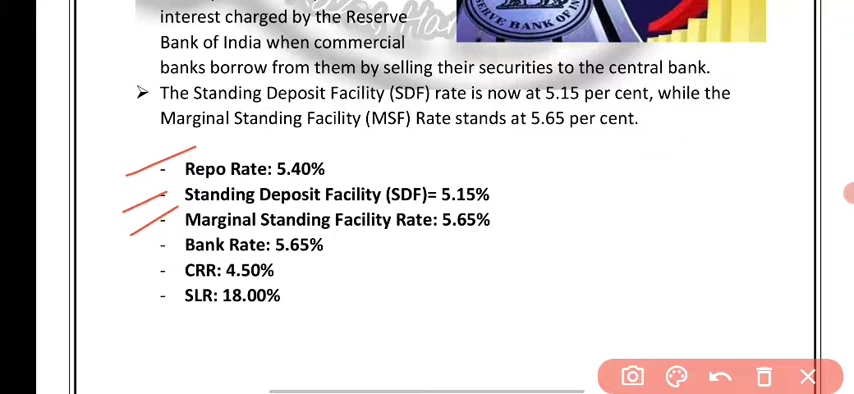 interest charged by the Reserve
Bank of India when commercial
banks borrow from them by selling their securities to the central bank.
➢ The Standing Deposit Facility (SDF) rate is now at 5.15 per cent, while the
Marginal Standing Facility (MSF) Rate stands at 5.65 per cent.
- Repo Rate: 5.40%
- Standing Deposit Facility (SDF)= 5.15%
- Marginal Standing Facility Rate: 5.65%
- Bank Rate: 5.65%
- CRR: 4.50%
- SLR: 18.00%